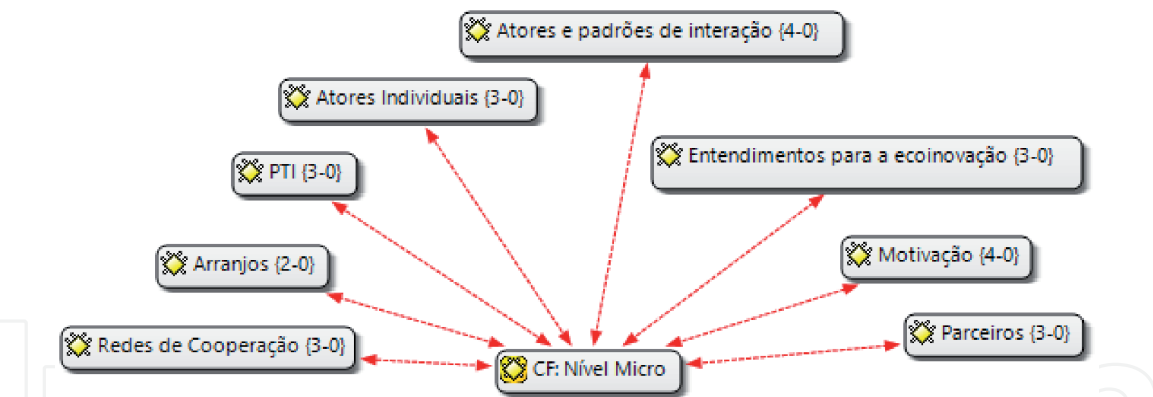 Atores e padrões de interação {4-0}
Atores Individuais {3-0}
Entendimentos para a ecoinovação {3-0}
PTI {3-0}
Motivação {4-0}
Arranjos {2-0}
Parceiros {3-0}
Redes de Cooperação {3-0}
CF: Nível Micro